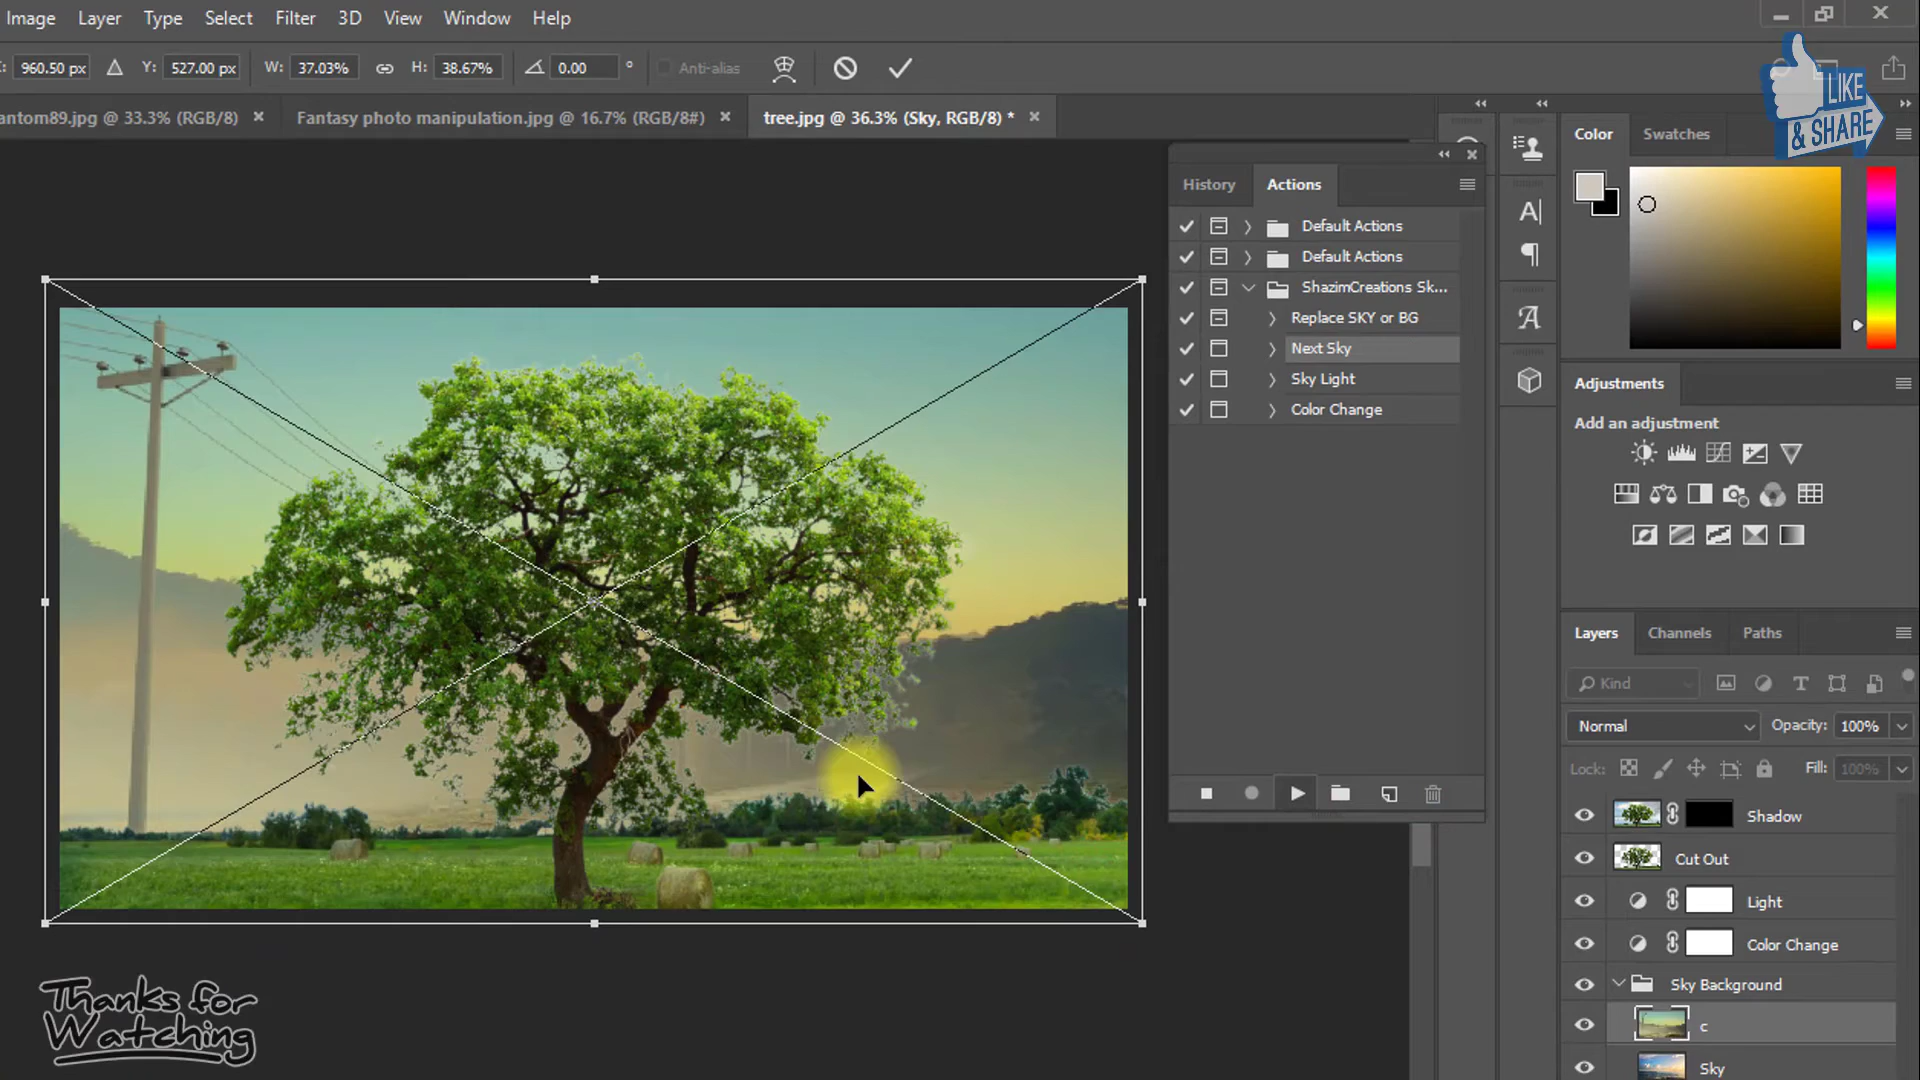 Image Layer Type Select Filter 3D View Window Help
: 960.50 px Y: 527.00 px W: 37.03% H: 38.67% 0.00 ° Anti-alias
antom89.jpg @ 33.3% (RGB/8) × Fantasy photo manipulation.jpg @ 16.7% (RGB/8#) × tree.jpg @ 36.3% (Sky, RGB/8) * ×
LIKE
& SHARE
History Actions
Default Actions
Default Actions
ShazimCreations Sk...
Replace SKY or BG
Next Sky
Sky Light
Color Change
Color Swatches
Adjustments
Add an adjustment
Layers Channels Paths
Kind
Normal Opacity: 100%
Lock: Fill: 100%
Shadow
Cut Out
Light
Color Change
Sky Background
c
Sky
Thanks for
Watching